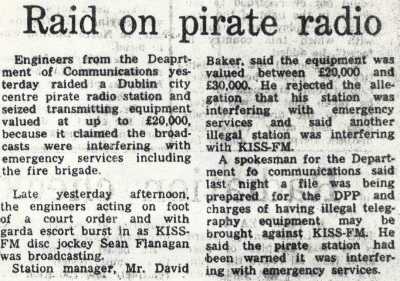 Raid on pirate radio
Engineers from the Deaprt-
ment of Communications yes-
terday raided a Dublin city
centre pirate radio station and
seized transmitting equipment
valued at up to £20,000,
because it claimed the broad-
casts were interfering with
emergency services including
the fire brigade.
Late yesterday afternoon,
the engineers acting on foot
of a court order and with
garda escort burst in as KISS-
FM disc jockey Sean Flanagan
was broadcasting.
Station manager, Mr. David
Baker, said the equipment was
valued between £20,000 and
£30,000. He rejected the alle-
gation that his station was
interfering with emergency
services and said another
illegal station was interfering
with KISS-FM.
A spokesman for the Depart-
ment fo communications said
last night a file was being
prepared for the DPP and
charges of having illegal teleg-
raphy equipment may be
brought against KISS-FM. He
said the pirate station had
been warned it was interfer-
ing with emergency services.